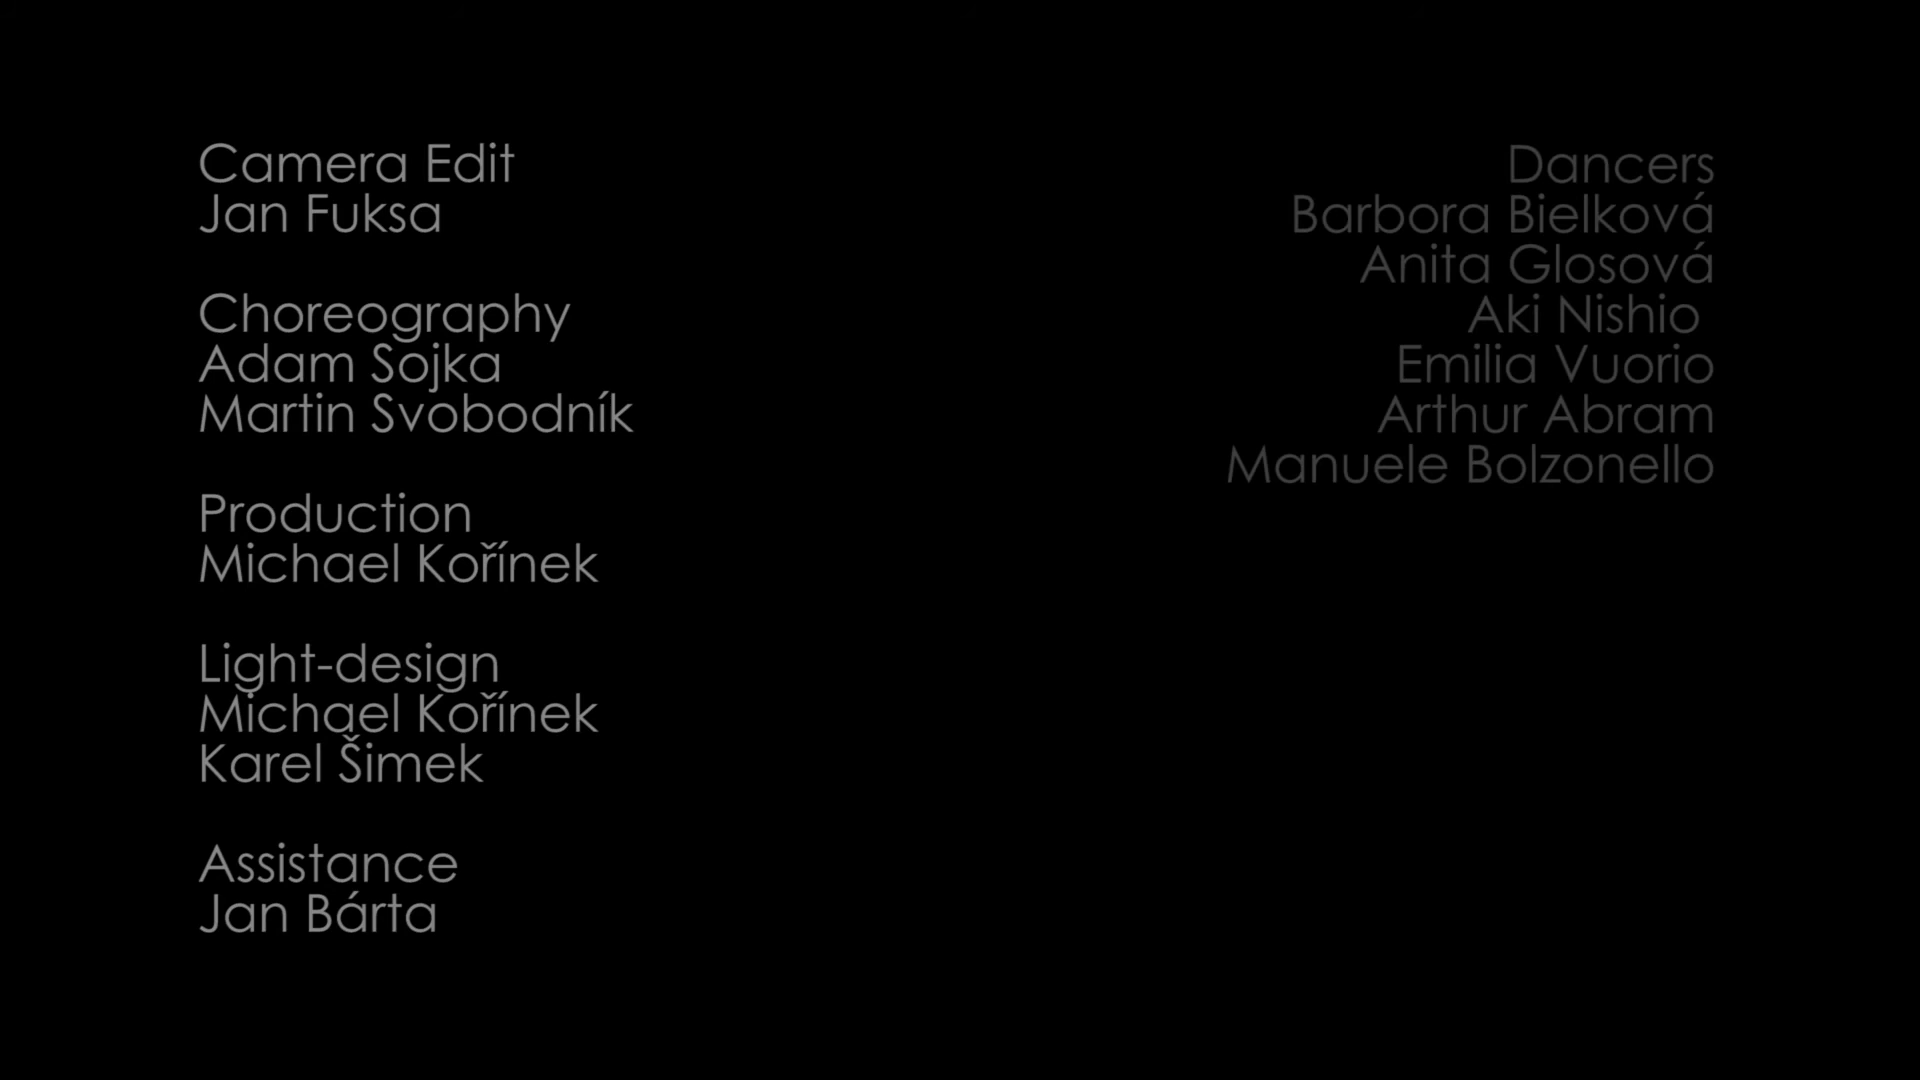 Camera Edit
Jan Fuksa
Choreography
Adam Sojka
Martin Svobodník
Production
Michael Kořínek
Light-design
Michael Kořínek
Karel Šimek
Assistance
Jan Bárta
Dancers
Barbora Bielková
Anita Glosová
Aki Nishio
Emilia Vuorio
Arthur Abram
Manuele Bolzonello